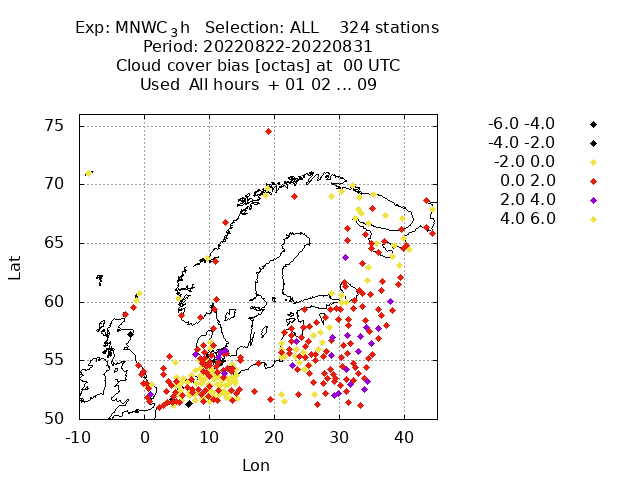 Exp: MNWC_3h   Selection: ALL    324 stations
Period: 20220822-20220831
Cloud cover bias [octas] at  00 UTC
Used  All hours  + 01 02 ... 09
-6.0 -4.0
-4.0 -2.0
-2.0 0.0
0.0 2.0
2.0 4.0
4.0 6.0
Lat
75
70
65
60
55
50
-10 0 10 20 30 40
Lon